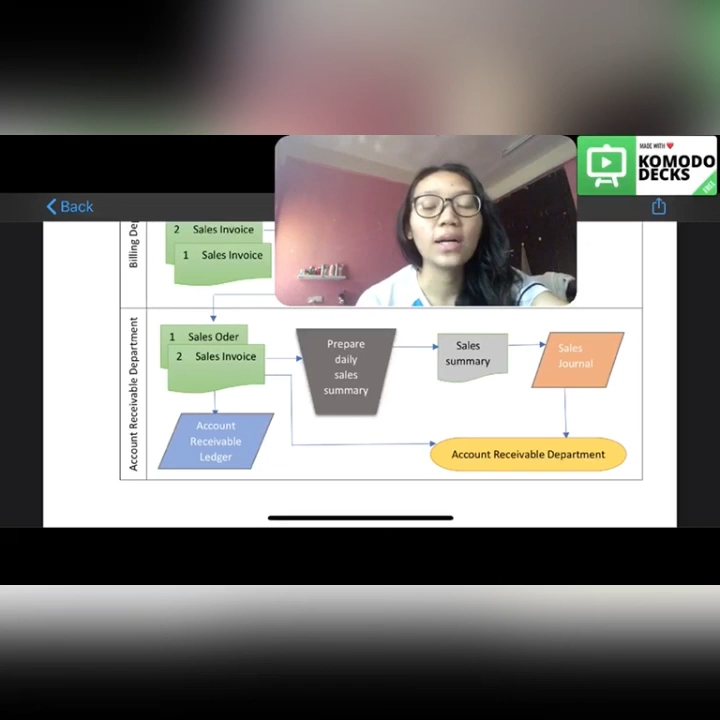 MADE WITH
KOMODO
DECKS
FREE
Back
Billing De
2 Sales Invoice
1 Sales Invoice
Account Receivable Department
1 Sales Oder
2 Sales Invoice
Prepare
daily
sales
summary
Sales
summary
Sales
Journal
Account
Receivable
Ledger
Account Receivable Department